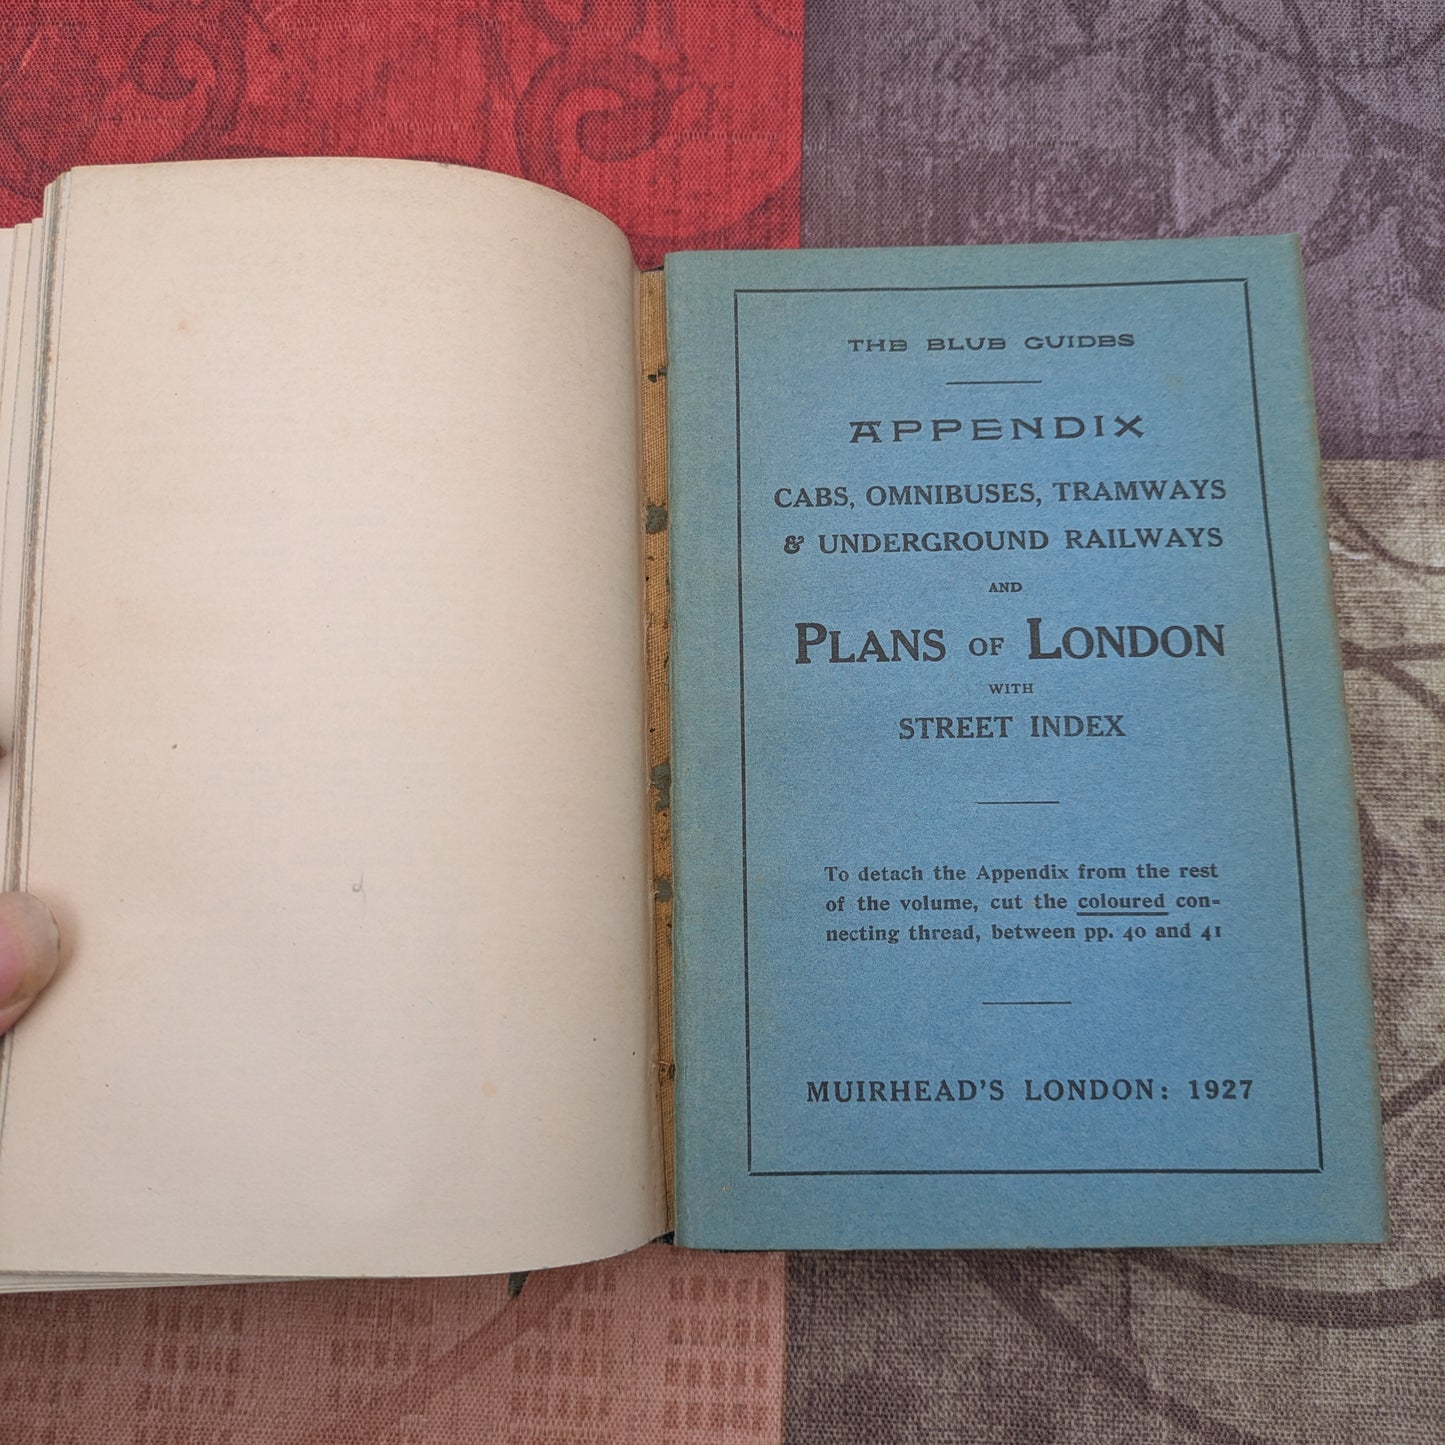 THE BLUE GUIDES
APPENDIX
CABS, OMNIBUSES, TRAMWAYS
& UNDERGROUND RAILWAYS
AND
PLANS OF LONDON
WITH
STREET INDEX
To detach the Appendix from the rest
of the volume, cut the coloured con-
necting thread, between pp. 40 and 41
MUIRHEAD'S LONDON: 1927